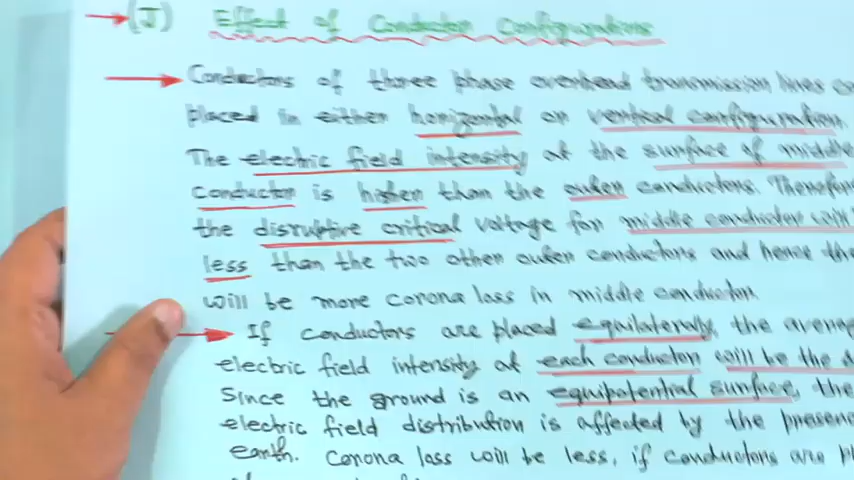 (J) Effect of Conductor Configurations
Conductors of three phase overhead transmission lines
placed in either horizontal or vertical configuration.
The electric field intensity at the surface of middle
conductor is higher than the outer conductors. Therefore
the disruptive critical voltage for middle conductor will
less than the two other outer conductors and hence
will be more corona loss in middle conductor.
If conductors are placed equilaterally, the
electric field intensity at each conductor will be the
Since the ground is an equipotential surface, the
electric field distribution is affected by the
earth. Corona loss will be less, if conductors are